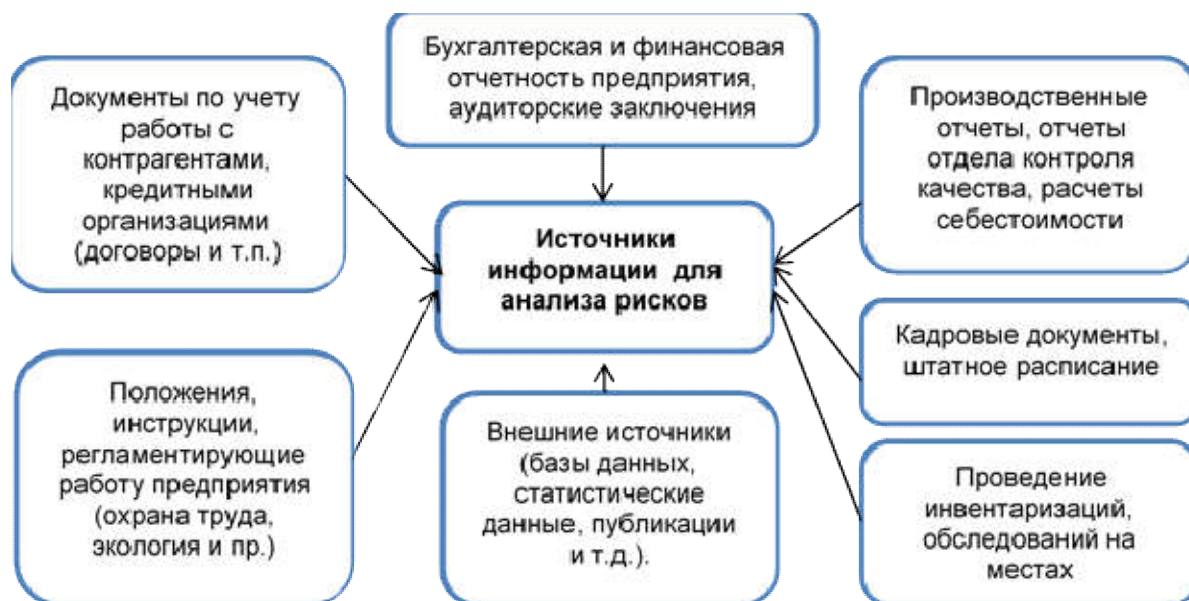 Бухгалтерская и финансовая
отчетность предприятия,
аудиторские заключения
Документы по учету
работы с
контрагентами,
кредитными
организациями
(договоры и т.п.)
Производственные
отчеты, отчеты
отдела контроля
качества, расчеты
себестоимости
Источники
информации для
анализа рисков
Кадровые документы,
штатное расписание
Положения,
инструкции,
регламентирующие
работу предприятия
(охрана труда,
экология и пр.)
Внешние источники
(базы данных,
статистические
данные, публикации
и т.д.).
Проведение
инвентаризаций,
обследований на
местах